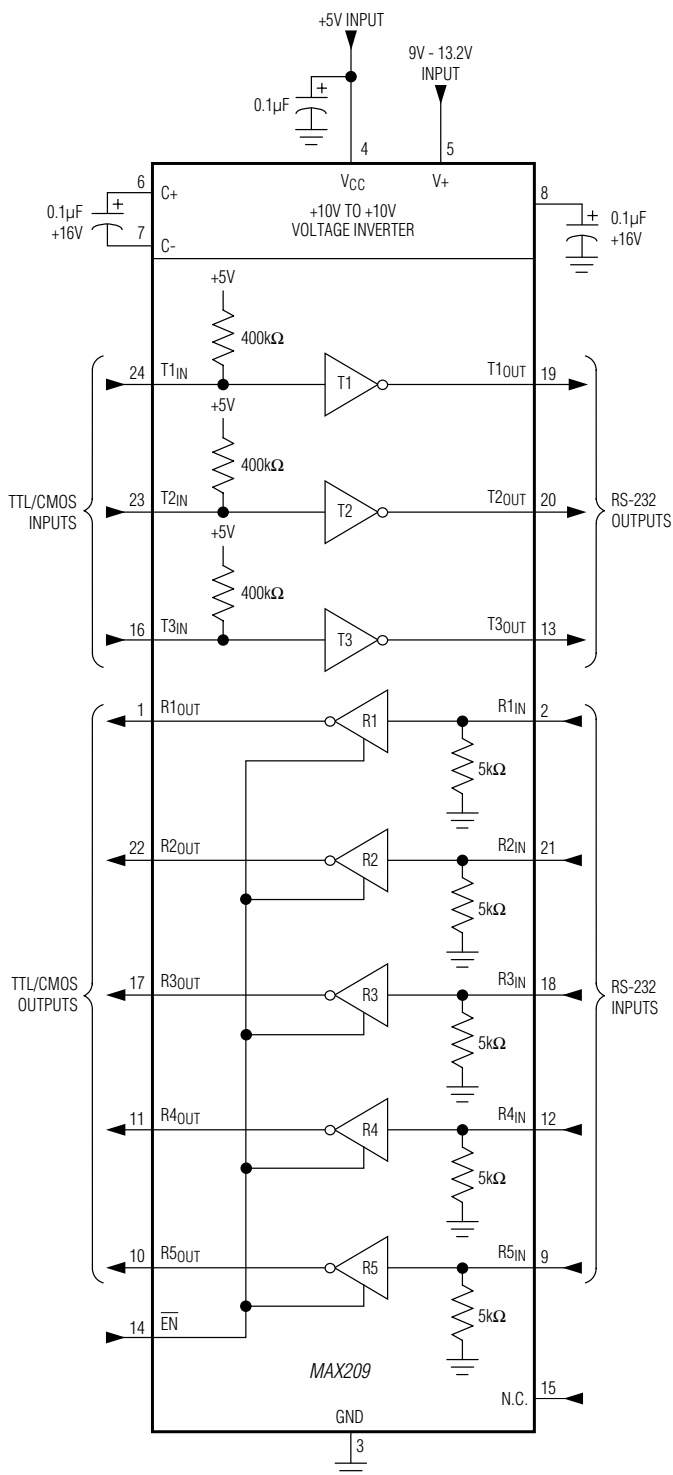 +5V INPUT
9V - 13.2V
INPUT
0.1µF
+
4
5
VCC
V+
6
C+
+10V TO +10V
VOLTAGE INVERTER
8
0.1µF
+16V
+
7
C-
+
0.1µF
+16V
+5V
400kΩ
24
T1IN
T1
T1OUT
19
+5V
400kΩ
TTL/CMOS
INPUTS
23
T2IN
T2
T2OUT
20
RS-232
OUTPUTS
+5V
400kΩ
16
T3IN
T3
T3OUT
13
1
R1OUT
R1
R1IN
2
5kΩ
22
R2OUT
R2
R2IN
21
5kΩ
TTL/CMOS
OUTPUTS
17
R3OUT
R3
R3IN
18
RS-232
INPUTS
5kΩ
11
R4OUT
R4
R4IN
12
5kΩ
10
R5OUT
R5
R5IN
9
5kΩ
14
E̅N̅
MAX209
N.C.
15
GND
3